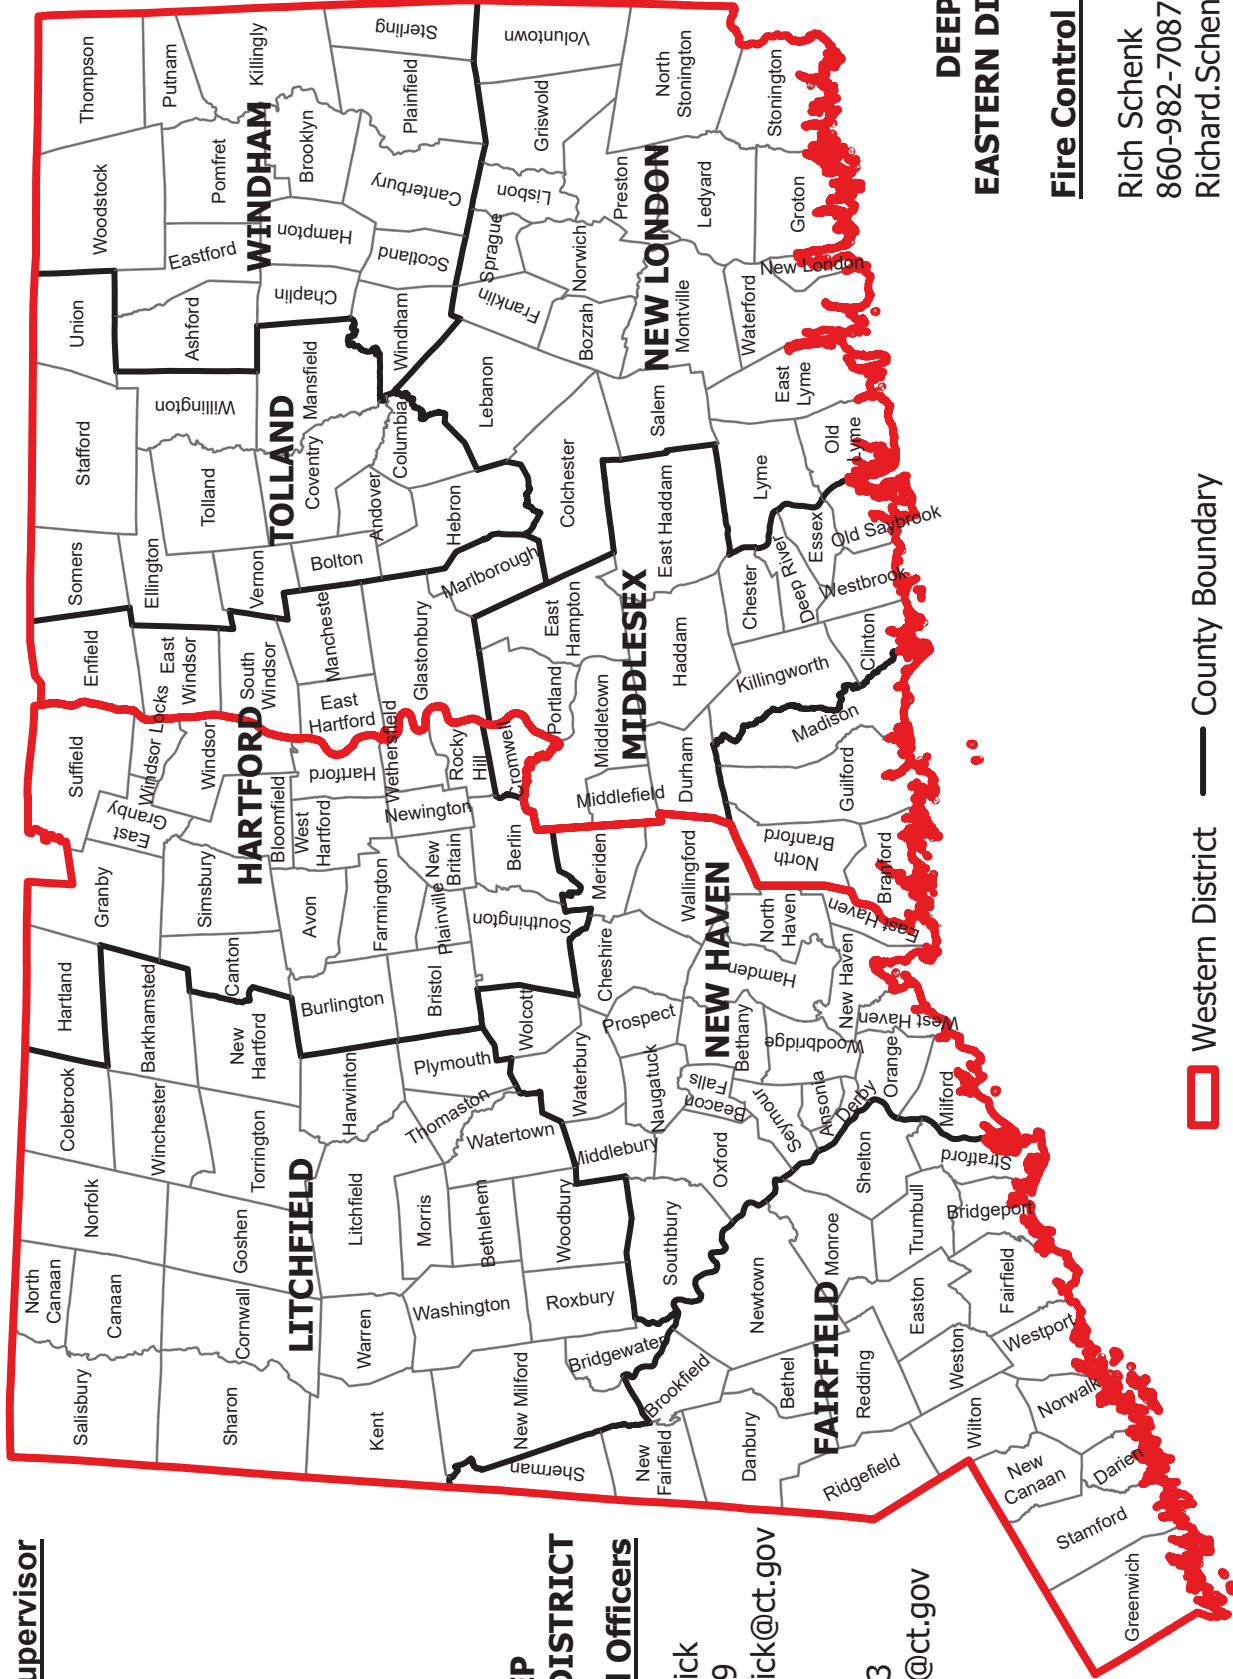 upervisor
P
DISTRICT
l Officers
ick
9
ick@ct.gov
3
@ct.gov
Salisbury
North
Canaan
Canaan
Norfolk
Colebrook
Hartland
Granby
East
Granby
Suffield
Windsor Locks
Enfield
Somers
Stafford
Union
Woodstock
Thompson
Putnam
Sharon
Cornwall
Goshen
Winchester
Torrington
Barkhamsted
New
Hartford
Canton
Simsbury
Windsor
East
Windsor
South
Windsor
Ellington
Vernon
Tolland
Willington
Ashford
Eastford
Pomfret
Killingly
LITCHFIELD
HARTFORD
TOLLAND
WINDHAM
Kent
Warren
Litchfield
Harwinton
Burlington
Avon
West
Hartford
Bloomfield
Hartford
East
Hartford
Manchester
Bolton
Coventry
Mansfield
Chaplin
Hampton
Brooklyn
Sterling
New Milford
Washington
Morris
Bethlehem
Watertown
Thomaston
Plymouth
Bristol
Farmington
Plainville
New
Britain
Newington
Wethersfield
Rocky
Hill
Glastonbury
Marlborough
Hebron
Andover
Columbia
Windham
Scotland
Canterbury
Plainfield
Sherman
Bridgewater
Roxbury
Woodbury
Middlebury
Waterbury
Wolcott
Southington
Berlin
Cromwell
Portland
East
Hampton
Colchester
Lebanon
Franklin
Sprague
Lisbon
Griswold
Voluntown
New
Fairfield
Brookfield
Southbury
Oxford
Naugatuck
Beacon
Falls
Prospect
Cheshire
Meriden
Middlefield
Middletown
Haddam
East Haddam
Salem
Bozrah
Norwich
Preston
North
Stonington
NEW HAVEN
MIDDLESEX
NEW LONDON
Danbury
Bethel
Newtown
Seymour
Bethany
Woodbridge
Hamden
Wallingford
North
Haven
Durham
Killingworth
Chester
Deep River
Essex
Lyme
Montville
Ledyard
Stonington
FAIRFIELD
Ridgefield
Redding
Monroe
Shelton
Ansonia
Derby
Orange
New Haven
West Haven
East Haven
North
Branford
Branford
Guilford
Madison
Clinton
Westbrook
Old Saybrook
Old
Lyme
East
Lyme
Waterford
New London
Groton
Wilton
Weston
Easton
Trumbull
Stratford
Milford
Bridgeport
Fairfield
Westport
Norwalk
New
Canaan
Darien
Stamford
Greenwich
DEEP
EASTERN DI
Fire Control
Rich Schenk
860-982-7087
Richard.Schen
Western District
County Boundary